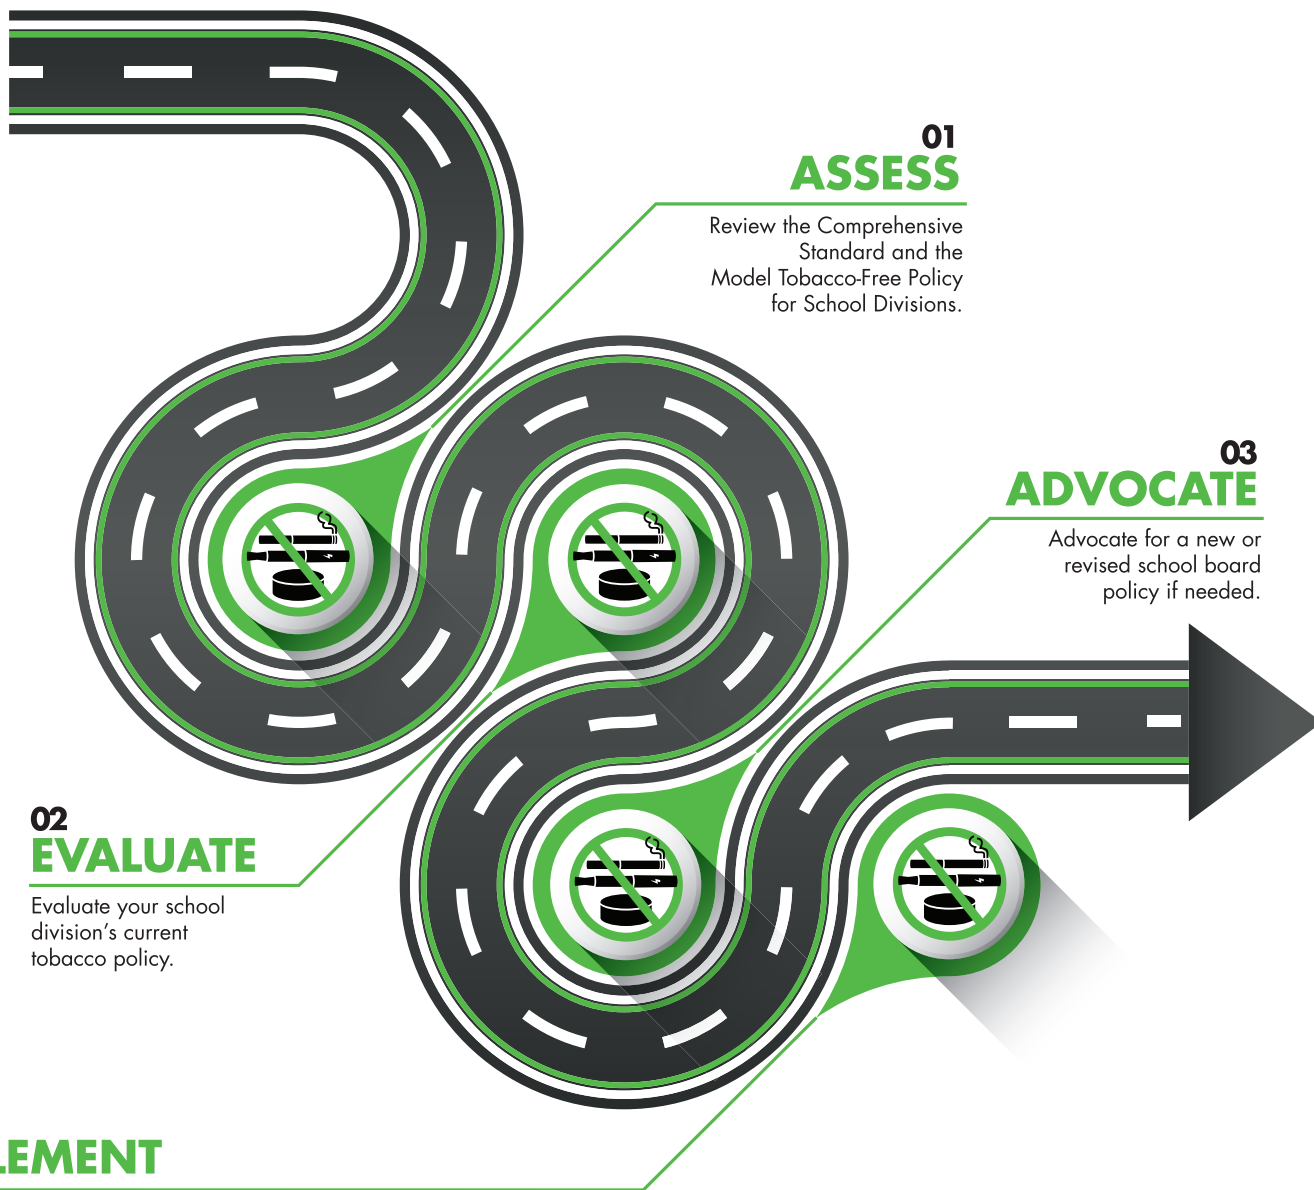 01
ASSESS
Review the Comprehensive
Standard and the
Model Tobacco-Free Policy
for School Divisions.
03
ADVOCATE
Advocate for a new or
revised school board
policy if needed.
02
EVALUATE
Evaluate your school
division’s current
tobacco policy.
LEMENT